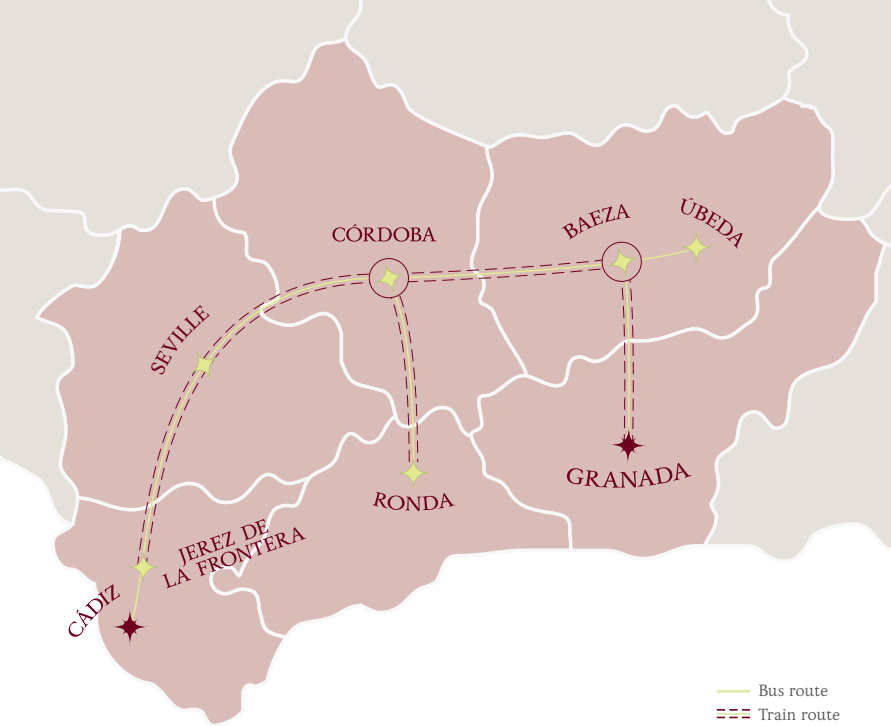 ÚBEDA
BAEZA
CÓRDOBA
SEVILLE
GRANADA
RONDA
JEREZ DE
LA FRONTERA
CÁDIZ
Bus route
Train route